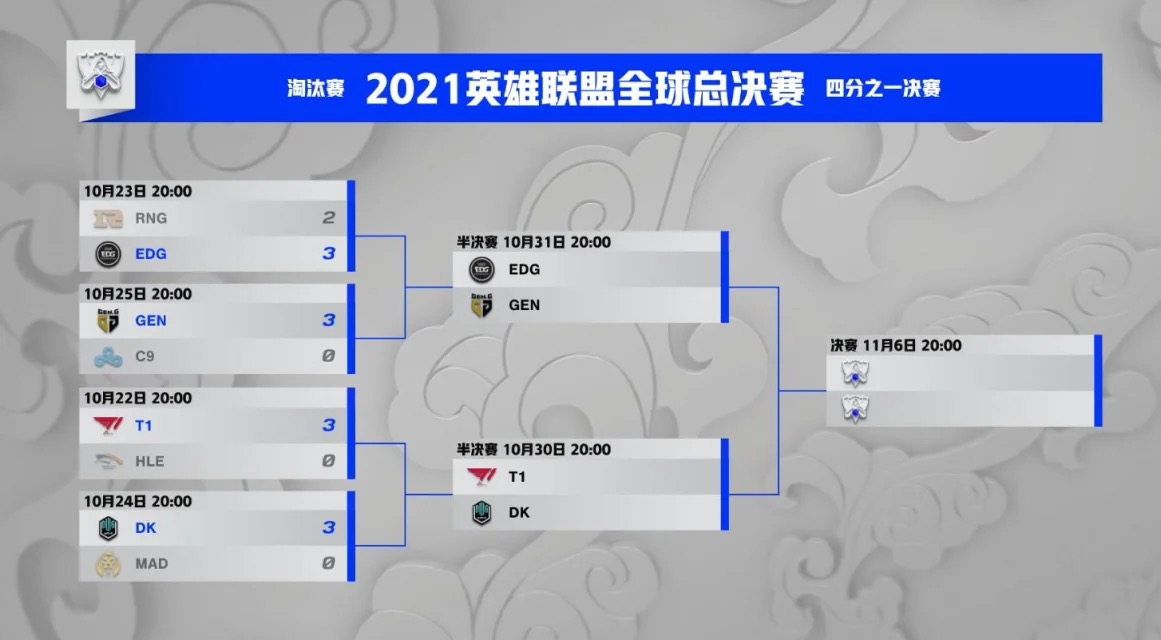 淘汰赛 2021英雄联盟全球总决赛 四分之一决赛
10月23日 20:00
RNG 2
EDG 3
10月25日 20:00
GEN 3
C9 0
10月22日 20:00
T1 3
HLE 0
10月24日 20:00
DK 3
MAD 0
半决赛 10月31日 20:00
EDG
GEN
半决赛 10月30日 20:00
T1
DK
决赛 11月6日 20:00